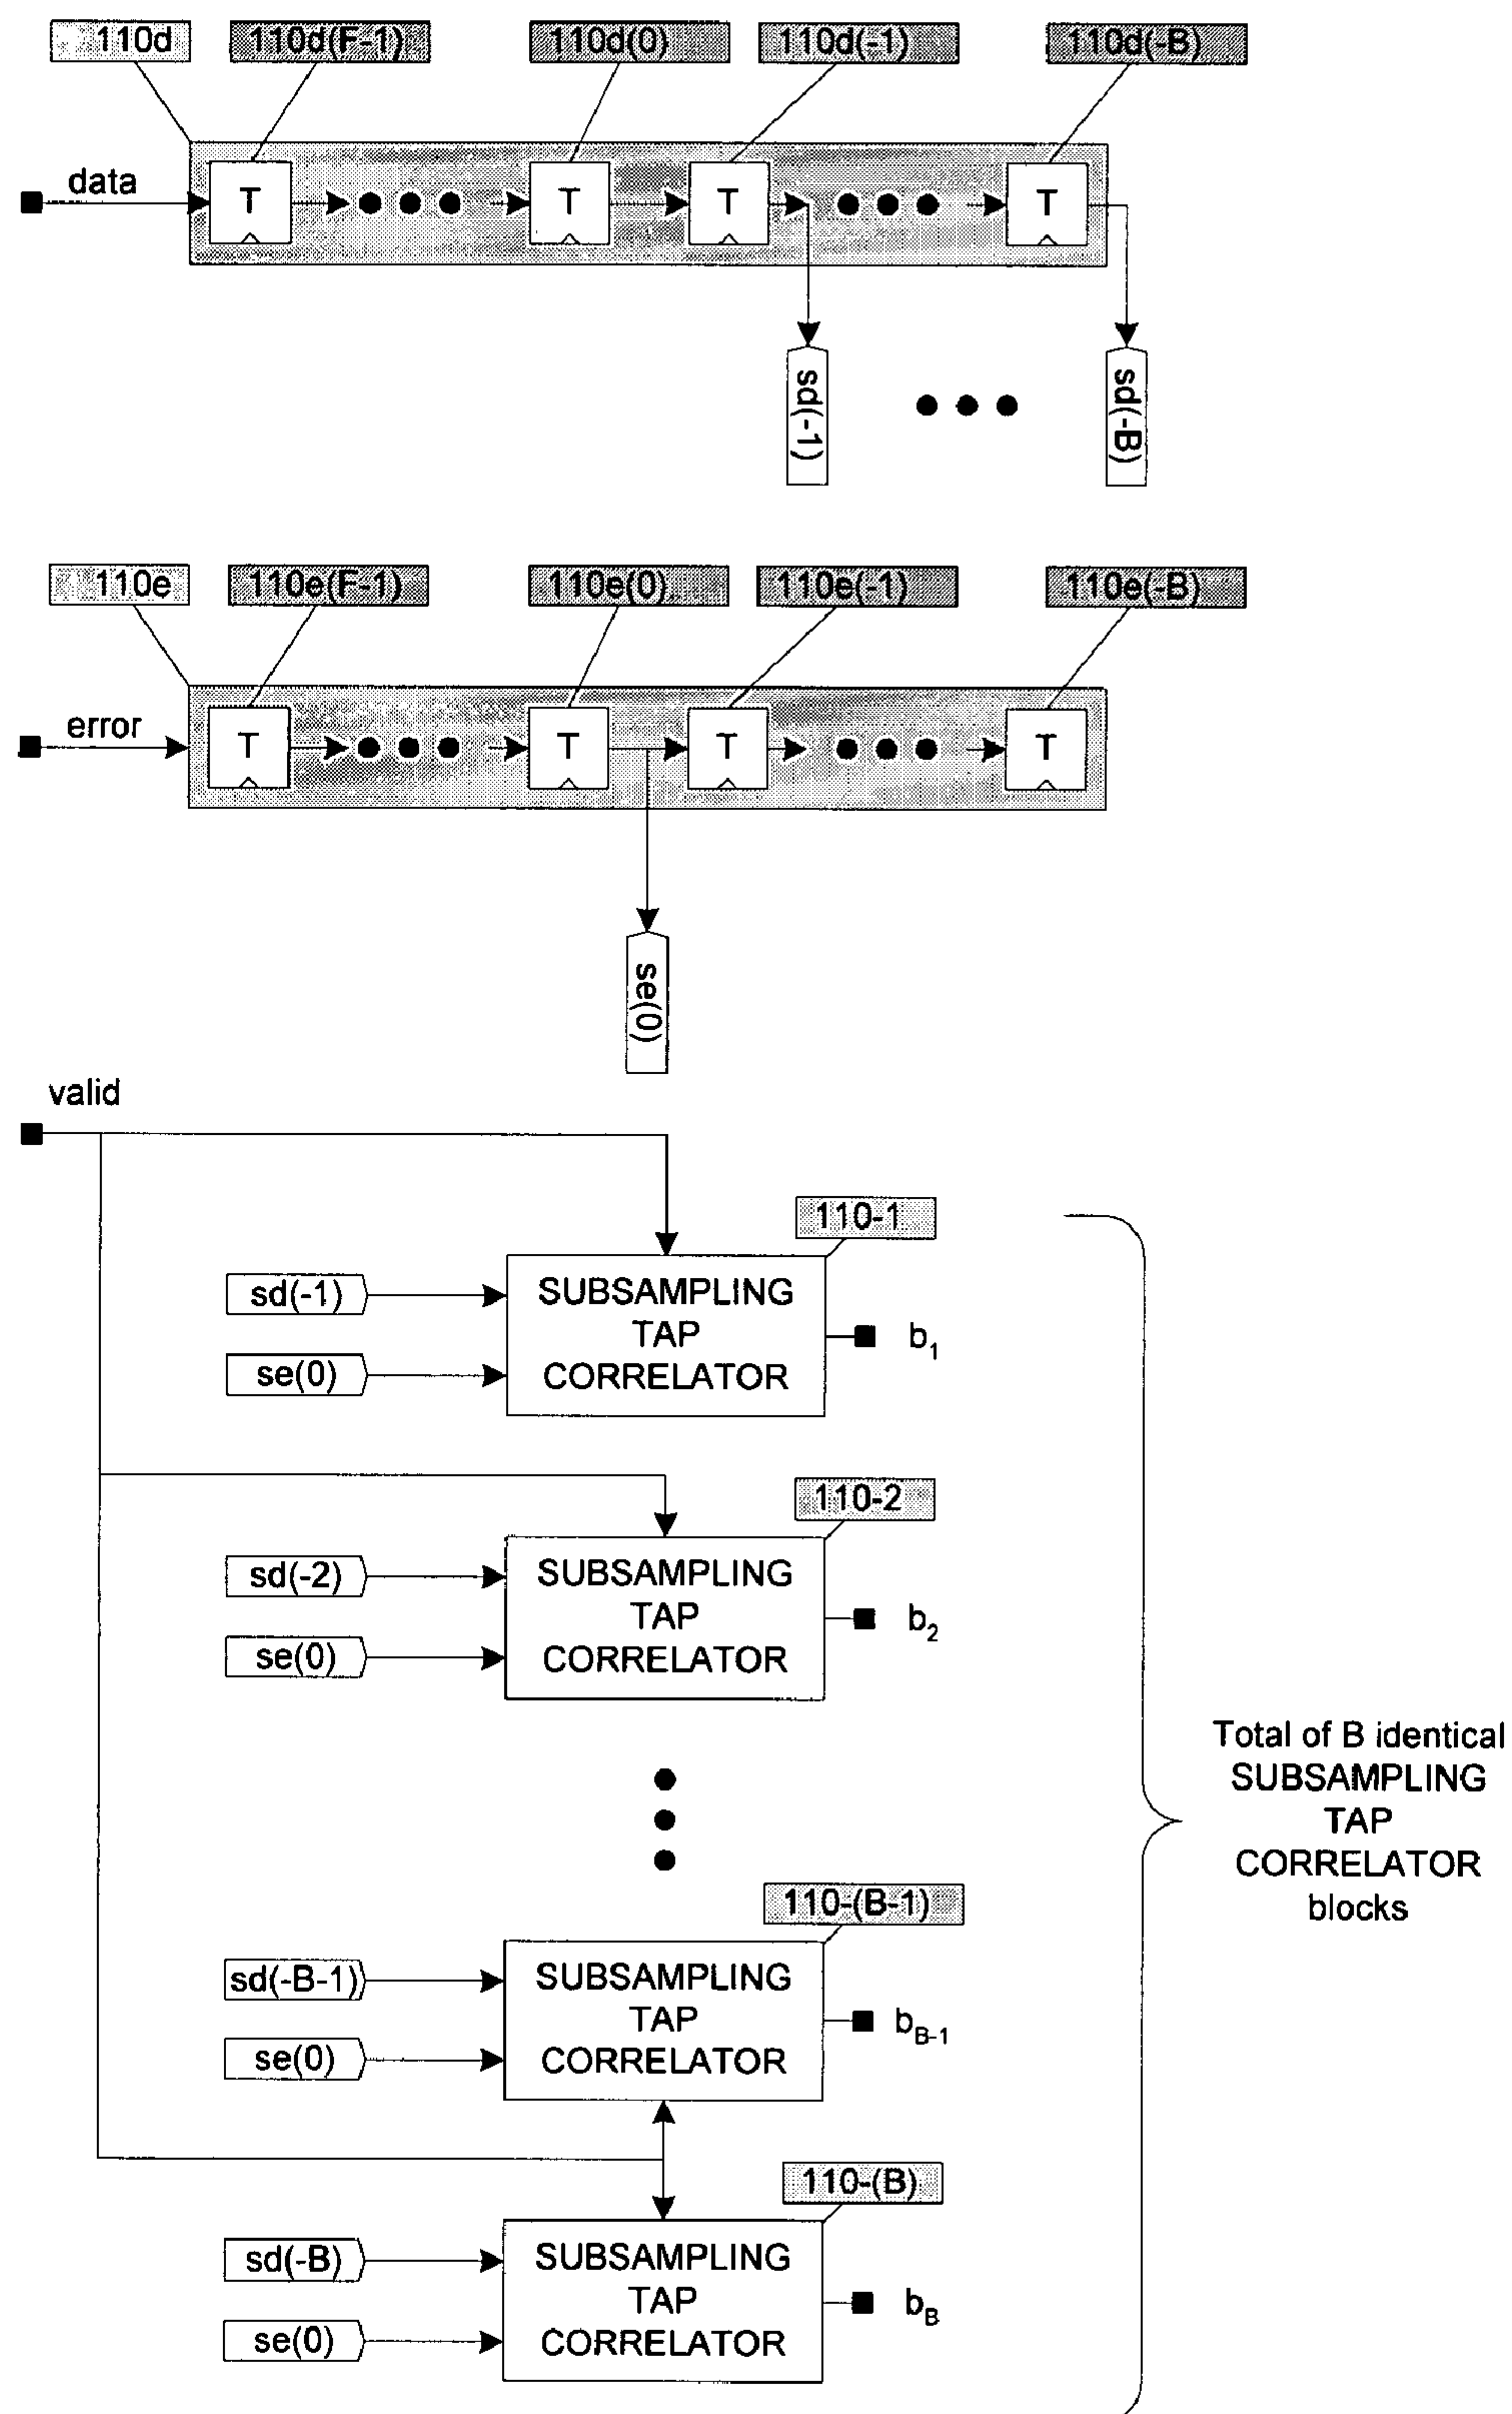 110d 110d(F-1) 110d(0) 110d(-1) 110d(-B)
data T T T T
sd(-1) sd(-B)
110e 110e(F-1) 110e(0) 110e(-1) 110e(-B)
error T T T T
se(0)
valid
110-1
sd(-1)
se(0)
SUBSAMPLING
TAP
CORRELATOR
b1
110-2
sd(-2)
se(0)
SUBSAMPLING
TAP
CORRELATOR
b2
110-(B-1)
sd(-B-1)
se(0)
SUBSAMPLING
TAP
CORRELATOR
bB-1
110-(B)
sd(-B)
se(0)
SUBSAMPLING
TAP
CORRELATOR
bB
Total of B identical
SUBSAMPLING
TAP
CORRELATOR
blocks